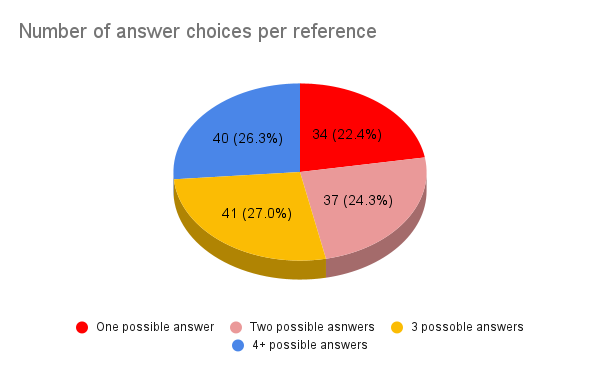 Number of answer choices per reference
40 (26.3%)
34 (22.4%)
37 (24.3%)
41 (27.0%)
One possible answer
Two possible asnwers
3 possoble answers
4+ possible answers